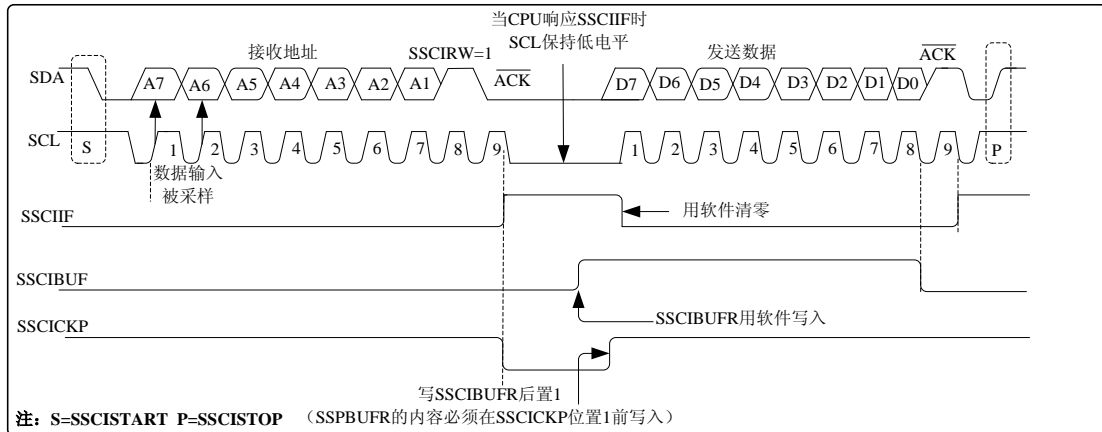 当CPU响应SSCIIF时
SCL保持低电平
接收地址
SSCIRW=1
发送数据
SDA
A7 A6 A5 A4 A3 A2 A1
ACK
D7 D6 D5 D4 D3 D2 D1 D0
ACK
SCL
S
1 2 3 4 5 6 7 8 9
1 2 3 4 5 6 7 8 9
P
数据输入
被采样
SSCIIF
用软件清零
SSCIBUF
SSCIBUFR用软件写入
SSCICKP
写SSCIBUFR后置1
注：S=SSCISTART P=SSCISTOP （SSPBUFR的内容必须在SSCICKP位置1前写入）